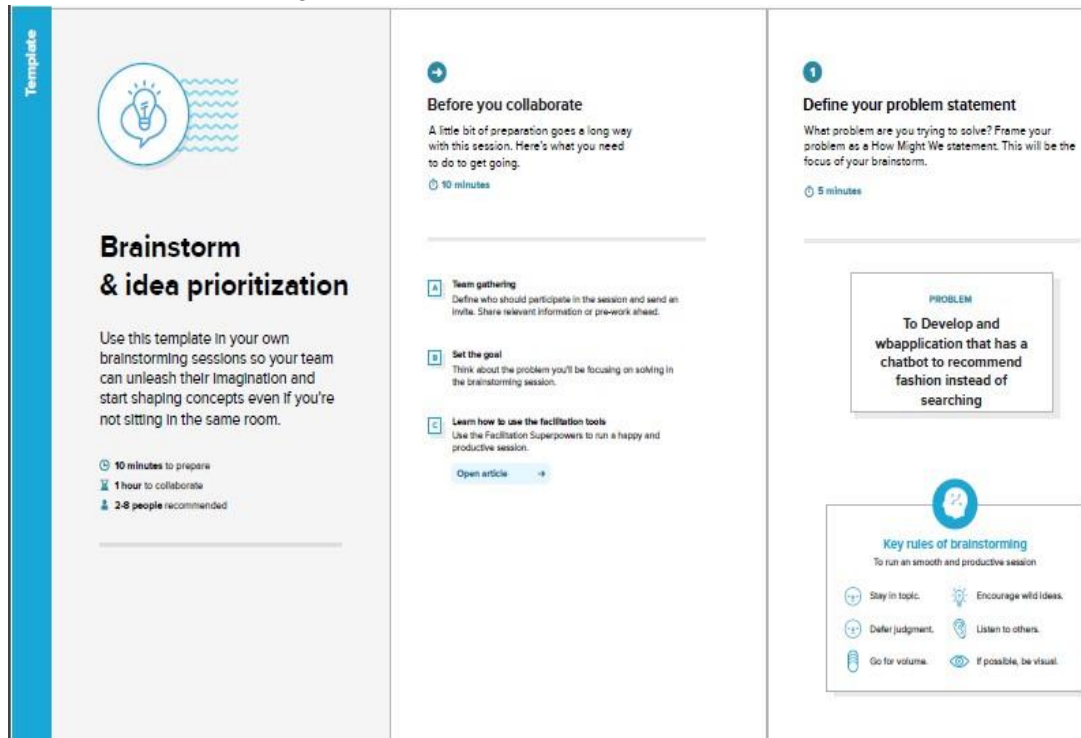 Template
Brainstorm
& idea prioritization
Use this template in your own
brainstorming sessions so your team
can unleash their imagination and
start shaping concepts even if you're
not sitting in the same room.
10 minutes to prepare
1 hour to collaborate
2-8 people recommended
Before you collaborate
A little bit of preparation goes a long way
with this session. Here's what you need
to do to get going.
10 minutes
A
Team gathering
Define who should participate in the session and send an
invite. Share relevant information or pre-work ahead.
B
Set the goal
Think about the problem you'll be focusing on solving in
the brainstorming session.
C
Learn how to use the facilitation tools
Use the Facilitation Superpowers to run a happy and
productive session.
Open article
1
Define your problem statement
What problem are you trying to solve? Frame your
problem as a How Might We statement. This will be the
focus of your brainstorm.
5 minutes
PROBLEM
To Develop and
wbapplication that has a
chatbot to recommend
fashion instead of
searching
Key rules of brainstorming
To run an smooth and productive session
Stay in topic.
Encourage wild ideas.
Defer judgment.
Listen to others.
Go for volume.
If possible, be visual.